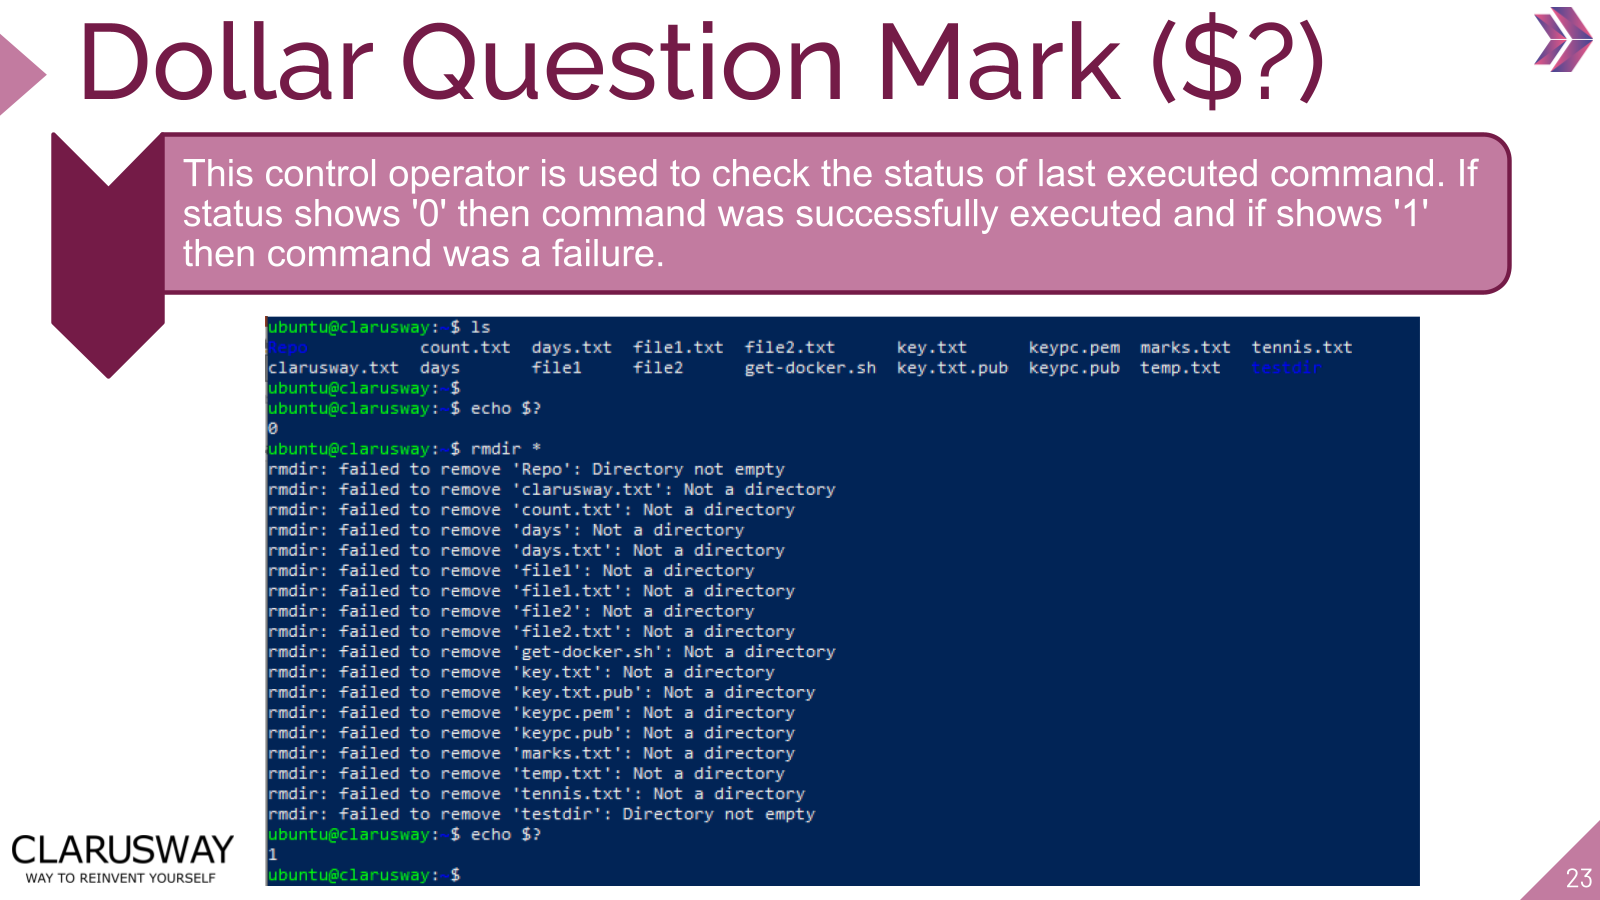 Dollar Question Mark ($?)
This control operator is used to check the status of last executed command. If
status shows '0' then command was successfully executed and if shows '1'
then command was a failure.
ubuntu@clarusway:~$ ls
Repo count.txt days.txt file1.txt file2.txt key.txt keypc.pem marks.txt tennis.txt
clarusway.txt days file1 file2 get-docker.sh key.txt.pub keypc.pub temp.txt testdir
ubuntu@clarusway:~$
ubuntu@clarusway:~$ echo $?
0
ubuntu@clarusway:~$ rmdir *
rmdir: failed to remove 'Repo': Directory not empty
rmdir: failed to remove 'clarusway.txt': Not a directory
rmdir: failed to remove 'count.txt': Not a directory
rmdir: failed to remove 'days': Not a directory
rmdir: failed to remove 'days.txt': Not a directory
rmdir: failed to remove 'file1': Not a directory
rmdir: failed to remove 'file1.txt': Not a directory
rmdir: failed to remove 'file2': Not a directory
rmdir: failed to remove 'file2.txt': Not a directory
rmdir: failed to remove 'get-docker.sh': Not a directory
rmdir: failed to remove 'key.txt': Not a directory
rmdir: failed to remove 'key.txt.pub': Not a directory
rmdir: failed to remove 'keypc.pem': Not a directory
rmdir: failed to remove 'keypc.pub': Not a directory
rmdir: failed to remove 'marks.txt': Not a directory
rmdir: failed to remove 'temp.txt': Not a directory
rmdir: failed to remove 'tennis.txt': Not a directory
rmdir: failed to remove 'testdir': Directory not empty
ubuntu@clarusway:~$ echo $?
1
ubuntu@clarusway:~$
CLARUSWAY
WAY TO REINVENT YOURSELF
23